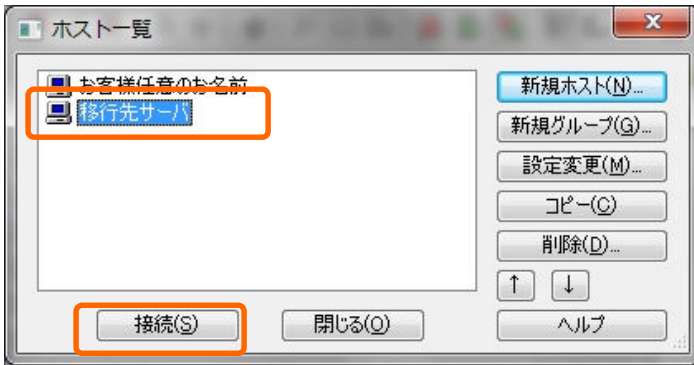 ホスト一覧
お客様任意のお名前
移行先サーバ
新規ホスト(N)...
新規グループ(G)...
設定変更(M)...
コピー(C)
削除(D)...
↑ ↓
接続(S) 閉じる(O) ヘルプ